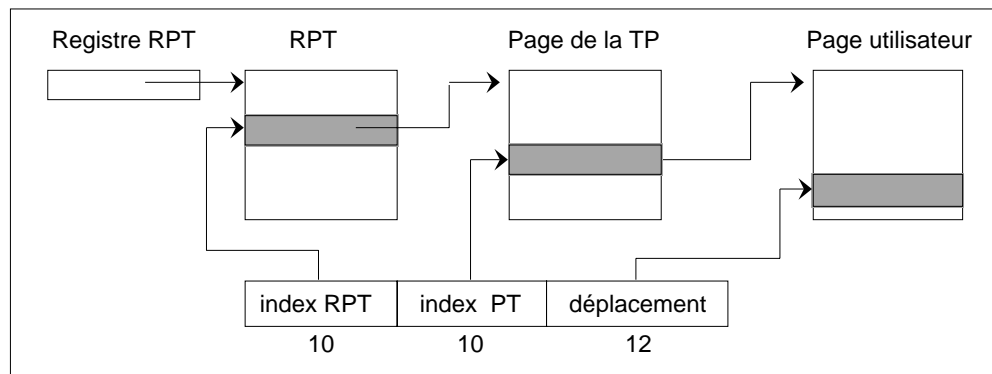 Registre RPT RPT Page de la TP Page utilisateur
index RPT index PT déplacement
10 10 12